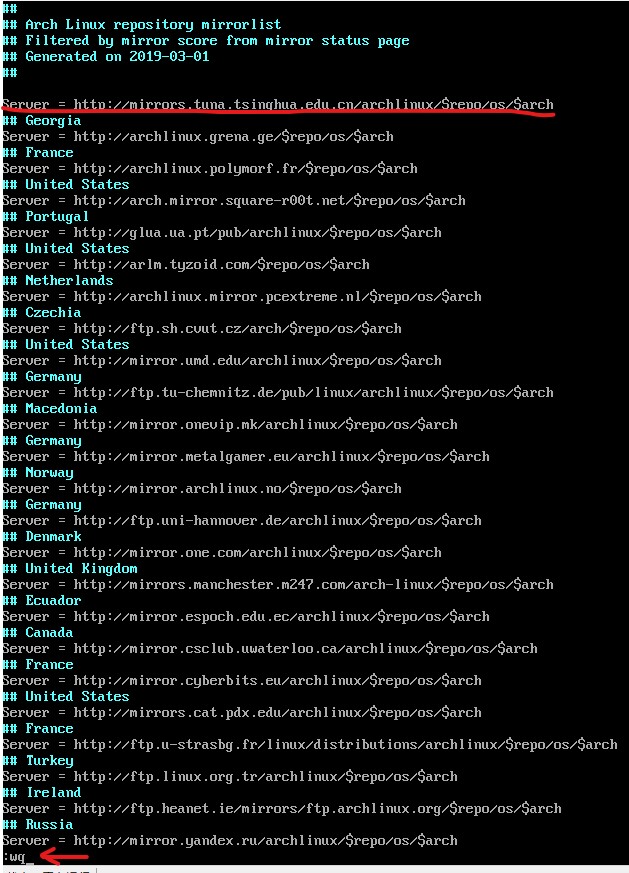 ##
## Arch Linux repository mirrorlist
## Filtered by mirror score from mirror status page
## Generated on 2019-03-01
##
Server = http://mirrors.tuna.tsinghua.edu.cn/archlinux/$repo/os/$arch
## Georgia
Server = http://archlinux.grena.ge/$repo/os/$arch
## France
Server = http://archlinux.polymorf.fr/$repo/os/$arch
## United States
Server = http://arch.mirror.square-r00t.net/$repo/os/$arch
## Portugal
Server = http://glua.ua.pt/pub/archlinux/$repo/os/$arch
## United States
Server = http://arlm.tyzoid.com/$repo/os/$arch
## Netherlands
Server = http://archlinux.mirror.pcextreme.nl/$repo/os/$arch
## Czechia
Server = http://ftp.sh.cvut.cz/arch/$repo/os/$arch
## United States
Server = http://mirror.umd.edu/archlinux/$repo/os/$arch
## Germany
Server = http://ftp.tu-chemnitz.de/pub/linux/archlinux/$repo/os/$arch
## Macedonia
Server = http://mirror.onevip.mk/archlinux/$repo/os/$arch
## Germany
Server = http://mirror.metalgamer.eu/archlinux/$repo/os/$arch
## Norway
Server = http://mirror.archlinux.no/$repo/os/$arch
## Germany
Server = http://ftp.uni-hannover.de/archlinux/$repo/os/$arch
## Denmark
Server = http://mirror.one.com/archlinux/$repo/os/$arch
## United Kingdom
Server = http://mirrors.manchester.m247.com/arch-linux/$repo/os/$arch
## Ecuador
Server = http://mirror.espoch.edu.ec/archlinux/$repo/os/$arch
## Canada
Server = http://mirror.csclub.uwaterloo.ca/archlinux/$repo/os/$arch
## France
Server = http://mirror.cyberbits.eu/archlinux/$repo/os/$arch
## United States
Server = http://mirrors.cat.pdx.edu/archlinux/$repo/os/$arch
## France
Server = http://ftp.u-strasbg.fr/linux/distributions/archlinux/$repo/os/$arch
## Turkey
Server = http://ftp.linux.org.tr/archlinux/$repo/os/$arch
## Ireland
Server = http://ftp.heanet.ie/mirrors/ftp.archlinux.org/$repo/os/$arch
## Russia
Server = http://mirror.yandex.ru/archlinux/$repo/os/$arch
:wq